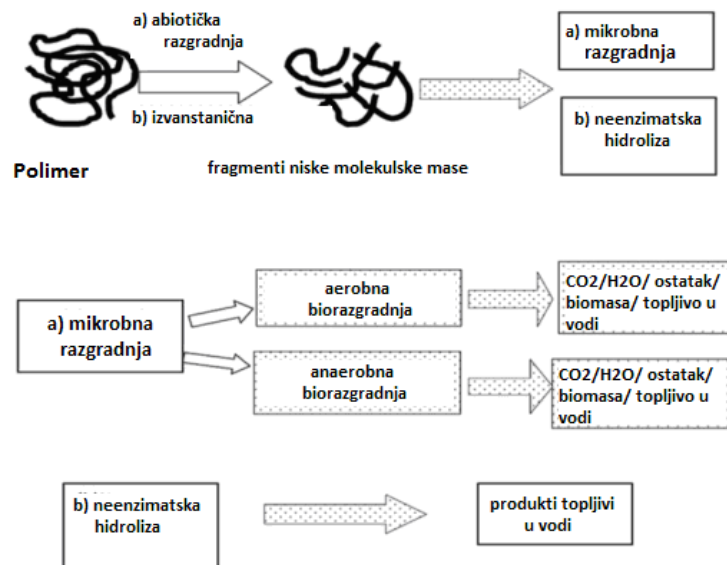 a) abiotička
razgradnja
b) izvanstanična
Polimer
fragmenti niske molekulske mase
a) mikrobna
razgradnja
b) neenzimatska
hidroliza
a) mikrobna
razgradnja
aerobna
biorazgradnja
CO2/H2O/ ostatak/
biomasa/ topljivo u
vodi
anaerobna
biorazgradnja
CO2/H2O/ ostatak/
biomasa/ topljivo u
vodi
b) neenzimatska
hidroliza
produkti topljivi
u vodi